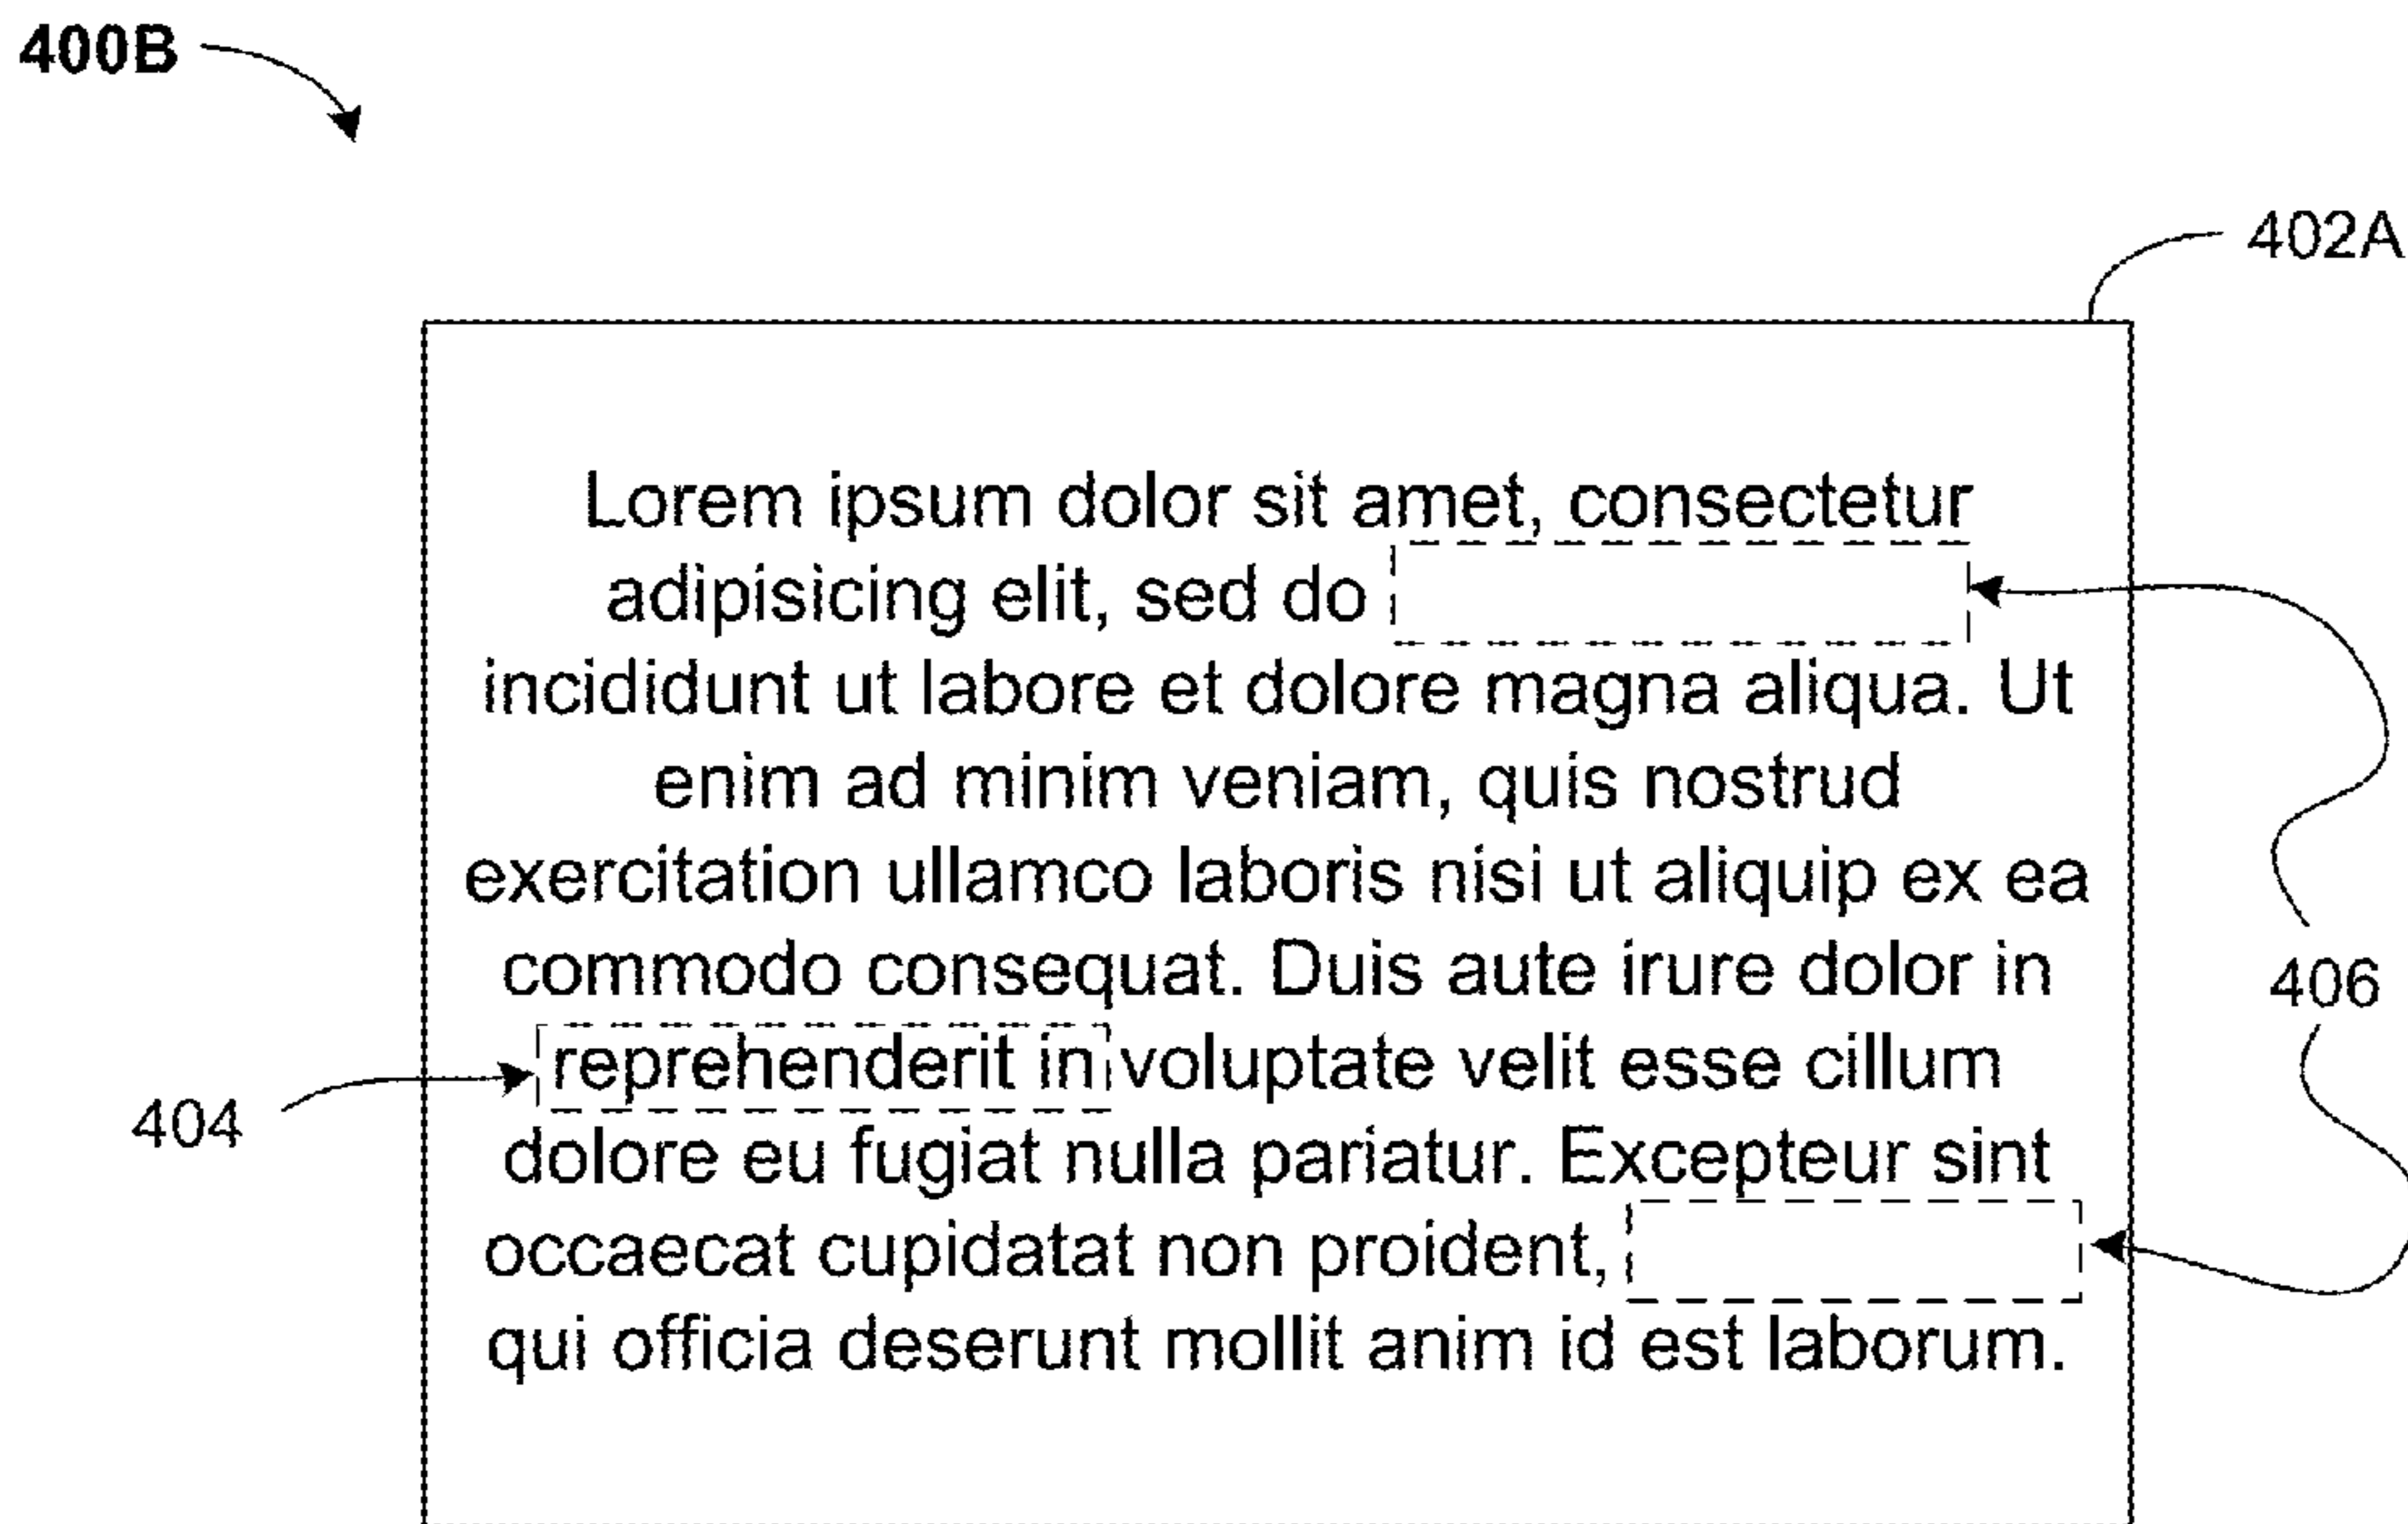 400B
402A
Lorem ipsum dolor sit amet, consectetur
adipisicing elit, sed do
incididunt ut labore et dolore magna aliqua. Ut
enim ad minim veniam, quis nostrud
exercitation ullamco laboris nisi ut aliquip ex ea
commodo consequat. Duis aute irure dolor in
406
reprehenderit in voluptate velit esse cillum
404
dolore eu fugiat nulla pariatur. Excepteur sint
occaecat cupidatat non proident,
qui officia deserunt mollit anim id est laborum.